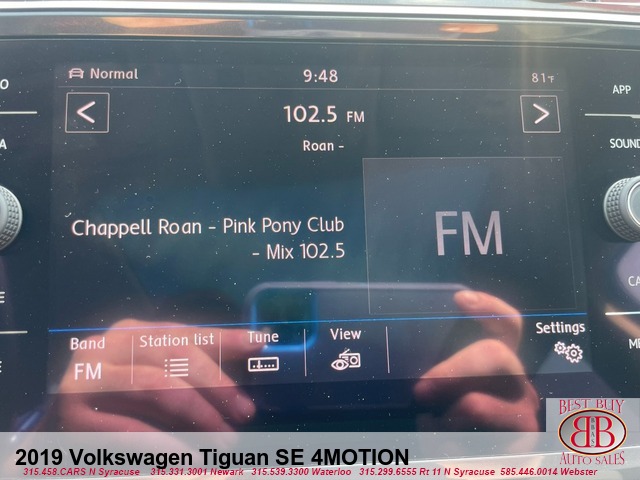 Normal 9:48 81°F
102.5 FM
Roan -
Chappell Roan - Pink Pony Club
- Mix 102.5
FM
Band
FM
Station list
Tune
View
Settings
APP
SOUND
CA
ME
O
A
E
E
BEST BUY
BB
AUTO SALES
2019 Volkswagen Tiguan SE 4MOTION
315.458.CARS N Syracuse 315.331.3001 Newark 315.539.3300 Waterloo 315.299.6555 Rt 11 N Syracuse 585.446.0014 Webster